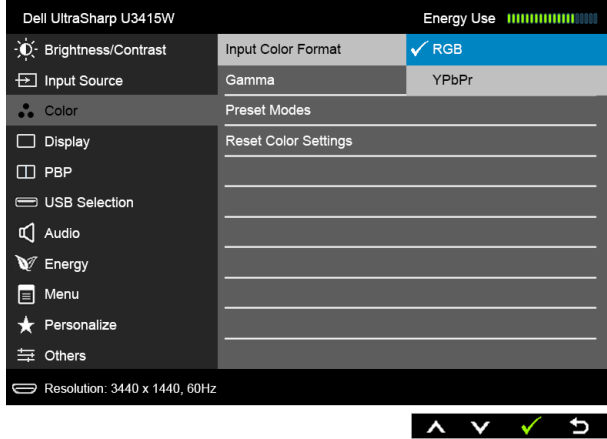 Dell UltraSharp U3415W Energy Use
Brightness/Contrast Input Color Format RGB
Input Source Gamma YPbPr
Color Preset Modes
Display Reset Color Settings
PBP
USB Selection
Audio
Energy
Menu
Personalize
Others
Resolution: 3440 x 1440, 60Hz